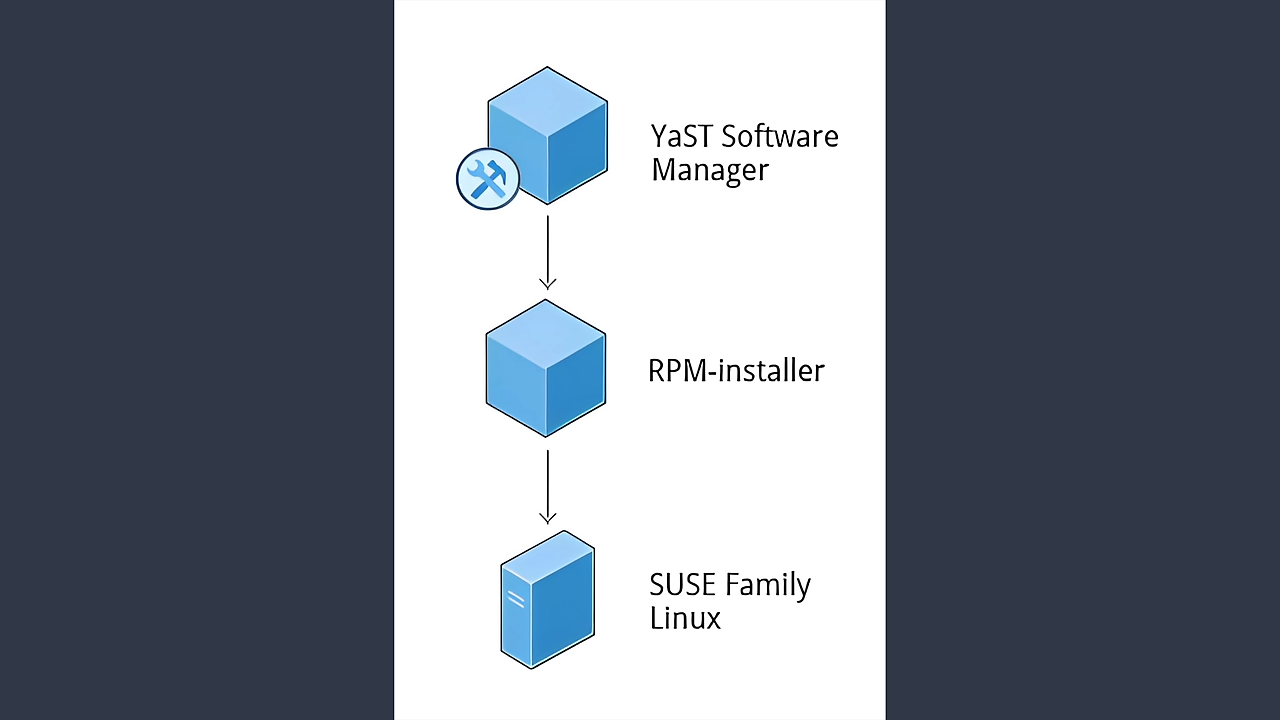 YaST Software
Manager
RPM-installer
SUSE Family
Linux